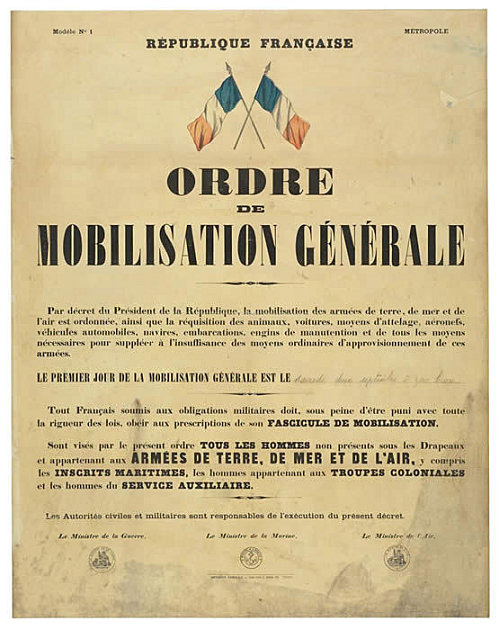 Modèle N° 1
MÉTROPOLE
RÉPUBLIQUE FRANÇAISE
ORDRE
DE
MOBILISATION GÉNÉRALE
Par décret du Président de la République, la mobilisation des armées de terre, de mer et de
l'air est ordonnée, ainsi que la réquisition des animaux, voitures, moyens d'attelage, aéronefs,
véhicules automobiles, navires, embarcations, engins de manutention et de tous les moyens
nécessaires pour suppléer à l'insuffisance des moyens ordinaires d'approvisionnement de ces
armées.
LE PREMIER JOUR DE LA MOBILISATION GÉNÉRALE EST LE septembre
Tout Français soumis aux obligations militaires doit, sous peine d'être puni avec toute
la rigueur des lois, obéir aux prescriptions de son FASCICULE DE MOBILISATION.
Sont visés par le présent ordre TOUS LES HOMMES non présents sous les Drapeaux
et appartenant aux ARMÉES DE TERRE, DE MER ET DE L'AIR, y compris
les INSCRITS MARITIMES, les hommes appartenant aux TROUPES COLONIALES
et les hommes du SERVICE AUXILIAIRE.
Les Autorités civiles et militaires sont responsables de l'exécution du présent décret.
Le Ministre de la Guerre,
Le Ministre de la Marine,
Le Ministre de l'Air,